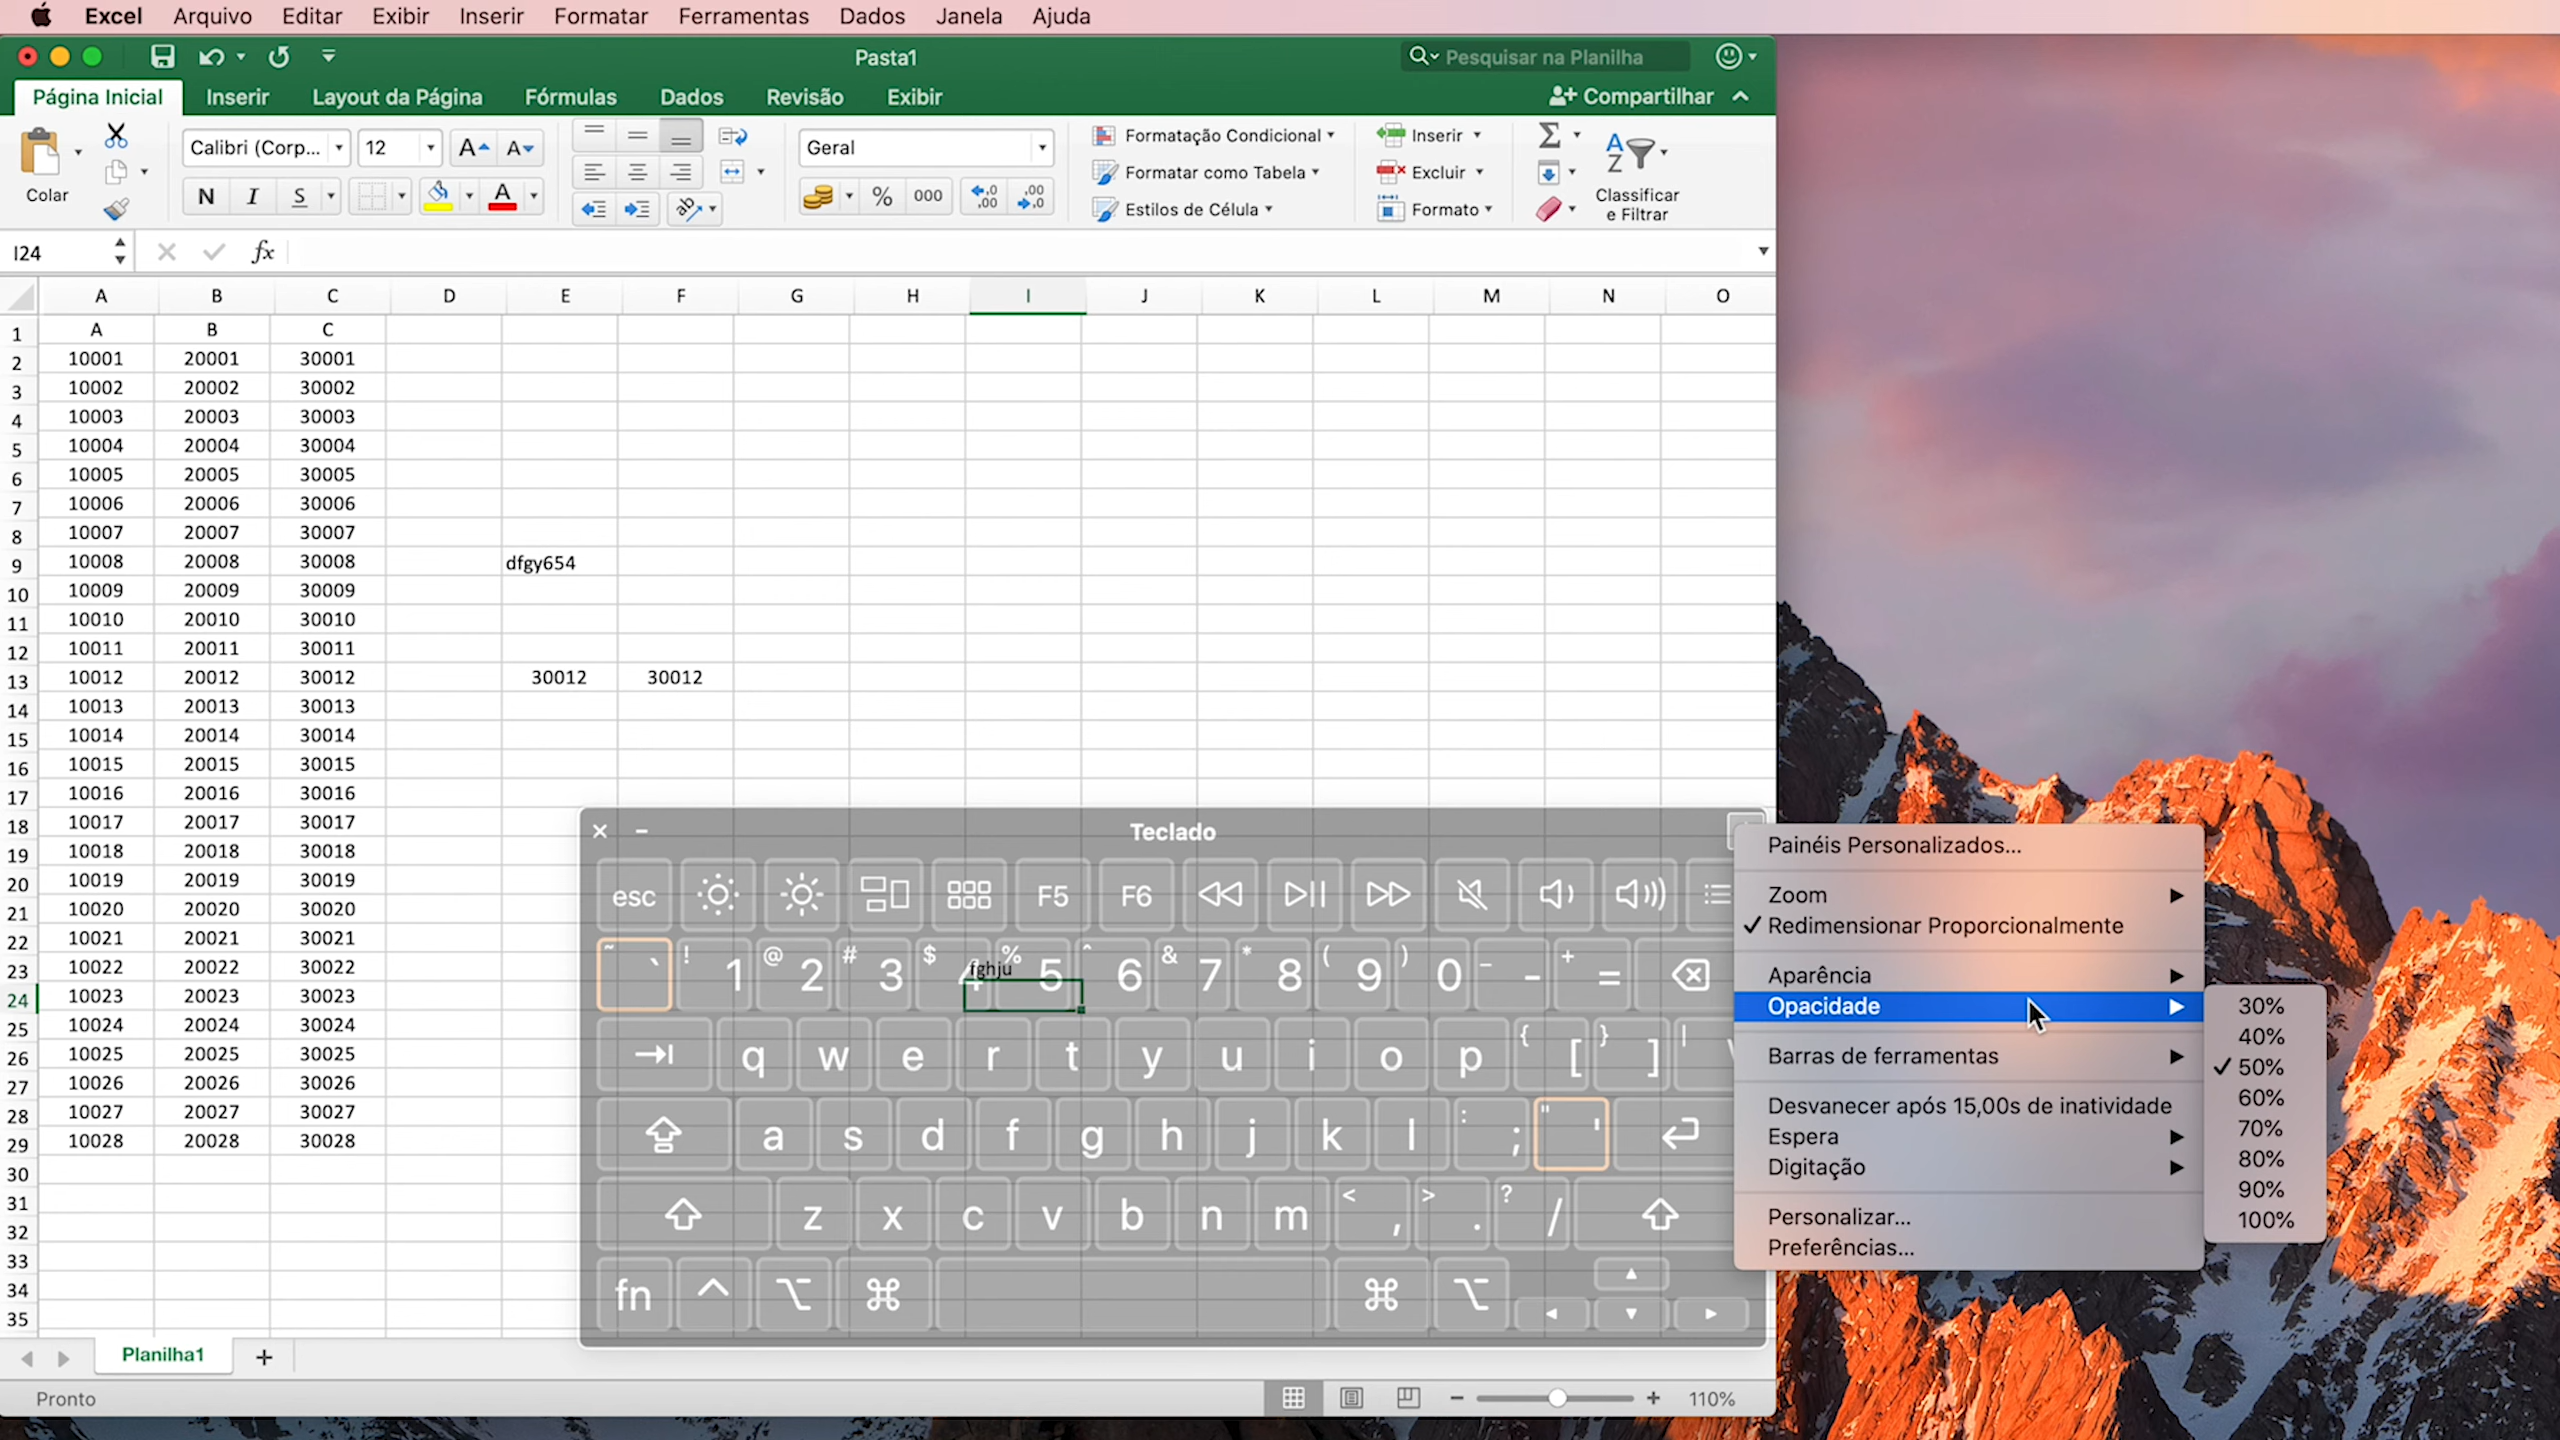 Excel Arquivo Editar Exibir Inserir Formatar Ferramentas Dados Janela Ajuda
Pasta1
Pesquisar na Planilha
Página Inicial Inserir Layout da Página Fórmulas Dados Revisão Exibir Compartilhar
Colar
Calibri (Corp... 12
N I S
Geral
% 000
Formatação Condicional
Formatar como Tabela
Estilos de Célula
Inserir
Excluir
Formato
Classificar
e Filtrar
I24 fx
A B C D E F G H I J K L M N O
1 A B C
2 10001 20001 30001
3 10002 20002 30002
4 10003 20003 30003
5 10004 20004 30004
6 10005 20005 30005
7 10006 20006 30006
8 10007 20007 30007
9 10008 20008 30008 dfgy654
10 10009 20009 30009
11 10010 20010 30010
12 10011 20011 30011
13 10012 20012 30012 30012 30012
14 10013 20013 30013
15 10014 20014 30014
16 10015 20015 30015
17 10016 20016 30016
18 10017 20017 30017
19 10018 20018 30018
20 10019 20019 30019
21 10020 20020 30020
22 10021 20021 30021
23 10022 20022 30022 fghju
24 10023 20023 30023
25 10024 20024 30024
26 10025 20025 30025
27 10026 20026 30026
28 10027 20027 30027
29 10028 20028 30028
30
31
32
33
34
35
Teclado
esc F5 F6
~ ` ! 1 @ 2 # 3 $ 4 % 5 ^ 6 & 7 * 8 ( 9 ) 0 _ - + =
q w e r t y u i o p { [ } ] |
a s d f g h j k l : ; " '
z x c v b n m < , > . ? /
fn
Painéis Personalizados...
Zoom
✓ Redimensionar Proporcionalmente
Aparência
Opacidade
Barras de ferramentas
Desvanecer após 15,00s de inatividade
Espera
Digitação
Personalizar...
Preferências...
30%
40%
✓ 50%
60%
70%
80%
90%
100%
Planilha1 +
Pronto
110%